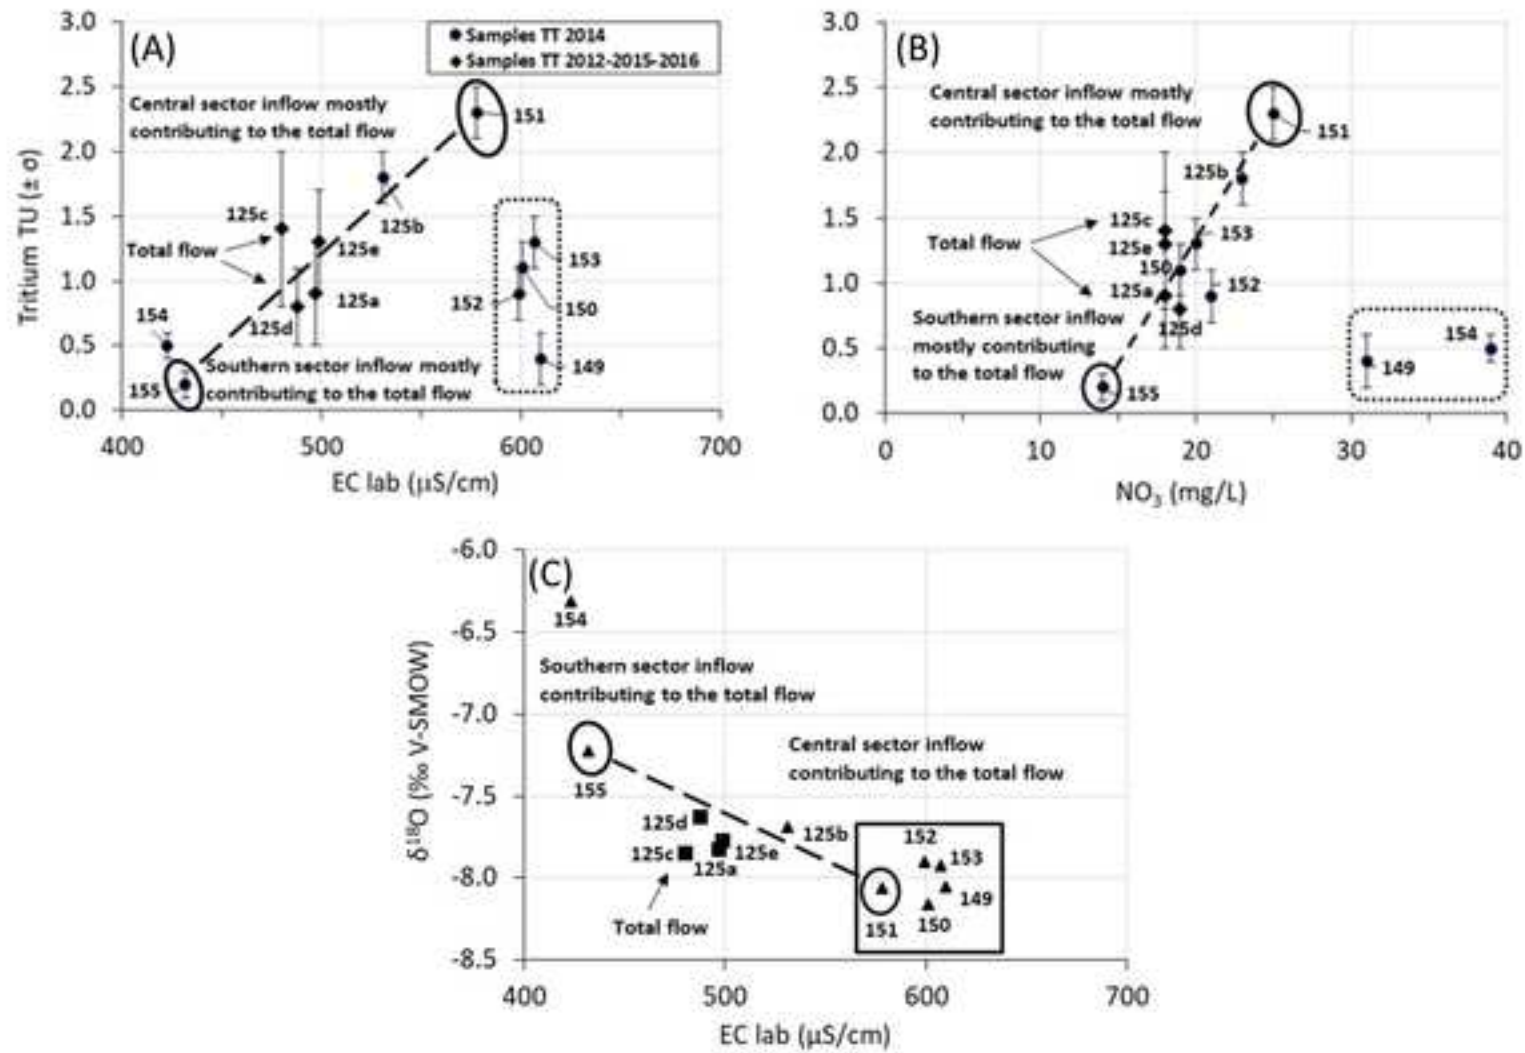 (A)
Samples TT 2014
Samples TT 2012-2015-2016
Central sector inflow mostly
contributing to the total flow
151
125c
125b
Total flow
125e
153
154
125a
152
150
125d
149
Southern sector inflow mostly
155
contributing to the total flow
3.0
2.5
2.0
1.5
1.0
0.5
0.0
Tritium TU (± σ)
400
500
600
700
EC lab (µS/cm)
(B)
Central sector inflow mostly
contributing to the total flow
151
125b
125c
153
Total flow
125e
150
125a
152
Southern sector inflow
125d
mostly contributing
154
to the total flow
149
155
3.0
2.5
2.0
1.5
1.0
0.5
0.0
0
10
20
30
40
NO₃ (mg/L)
(C)
154
Southern sector inflow
contributing to the total flow
Central sector inflow
contributing to the total flow
155
125d
125b
152
125c
125e
153
125a
149
Total flow
151
150
-6.0
-6.5
-7.0
-7.5
-8.0
-8.5
δ¹⁸O (‰ V-SMOW)
400
500
600
700
EC lab (µS/cm)